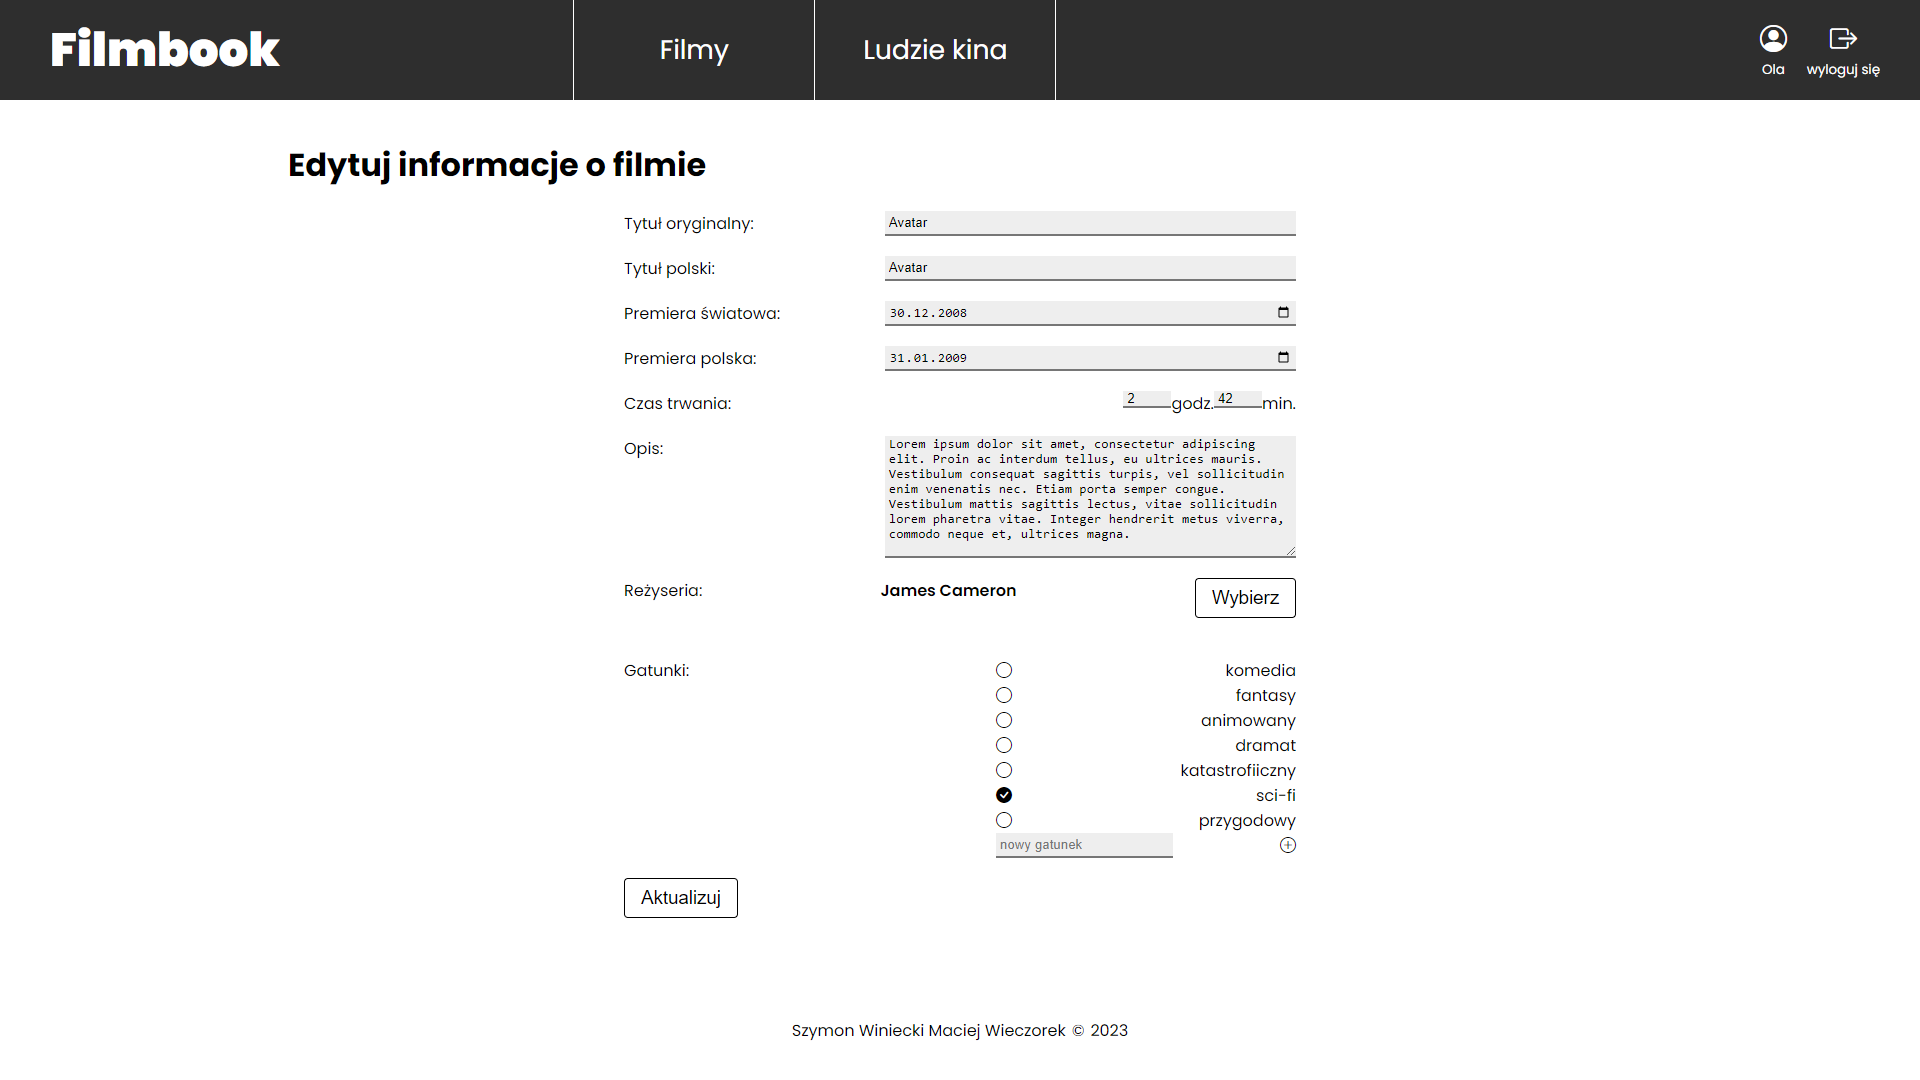 Filmbook
Filmy
Ludzie kina
Ola
wyloguj się
Edytuj informacje o filmie
Tytuł oryginalny: Avatar
Tytuł polski: Avatar
Premiera światowa: 30.12.2008
Premiera polska: 31.01.2009
Czas trwania: 2 godz. 42 min.
Opis: Lorem ipsum dolor sit amet, consectetur adipiscing
elit. Proin ac interdum tellus, eu ultrices mauris.
Vestibulum consequat sagittis turpis, vel sollicitudin
enim venenatis nec. Etiam porta semper congue.
Vestibulum mattis sagittis lectus, vitae sollicitudin
lorem pharetra vitae. Integer hendrerit metus viverra,
commodo neque et, ultrices magna.
Reżyseria: James Cameron Wybierz
Gatunki: komedia
fantasy
animowany
dramat
katastrofiiczny
sci-fi
przygodowy
nowy gatunek
Aktualizuj
Szymon Winiecki Maciej Wieczorek © 2023